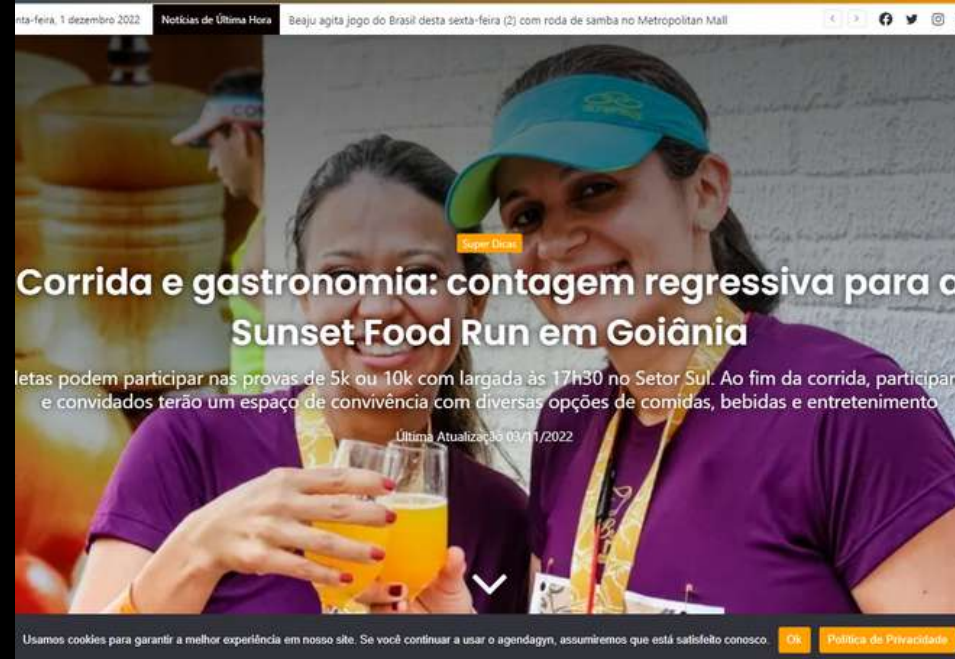 nta-feira, 1 dezembro 2022 Notícias de Última Hora Beaju agita jogo do Brasil desta sexta-feira (2) com roda de samba no Metropolitan Mall
Super Dicas
Corrida e gastronomia: contagem regressiva para a
Sunset Food Run em Goiânia
letas podem participar nas provas de 5k ou 10k com largada às 17h30 no Setor Sul. Ao fim da corrida, participan
e convidados terão um espaço de convivência com diversas opções de comidas, bebidas e entretenimento
Última Atualização 03/11/2022
Usamos cookies para garantir a melhor experiência em nosso site. Se você continuar a usar o agendagyn, assumiremos que está satisfeito conosco. Ok Política de Privacidade